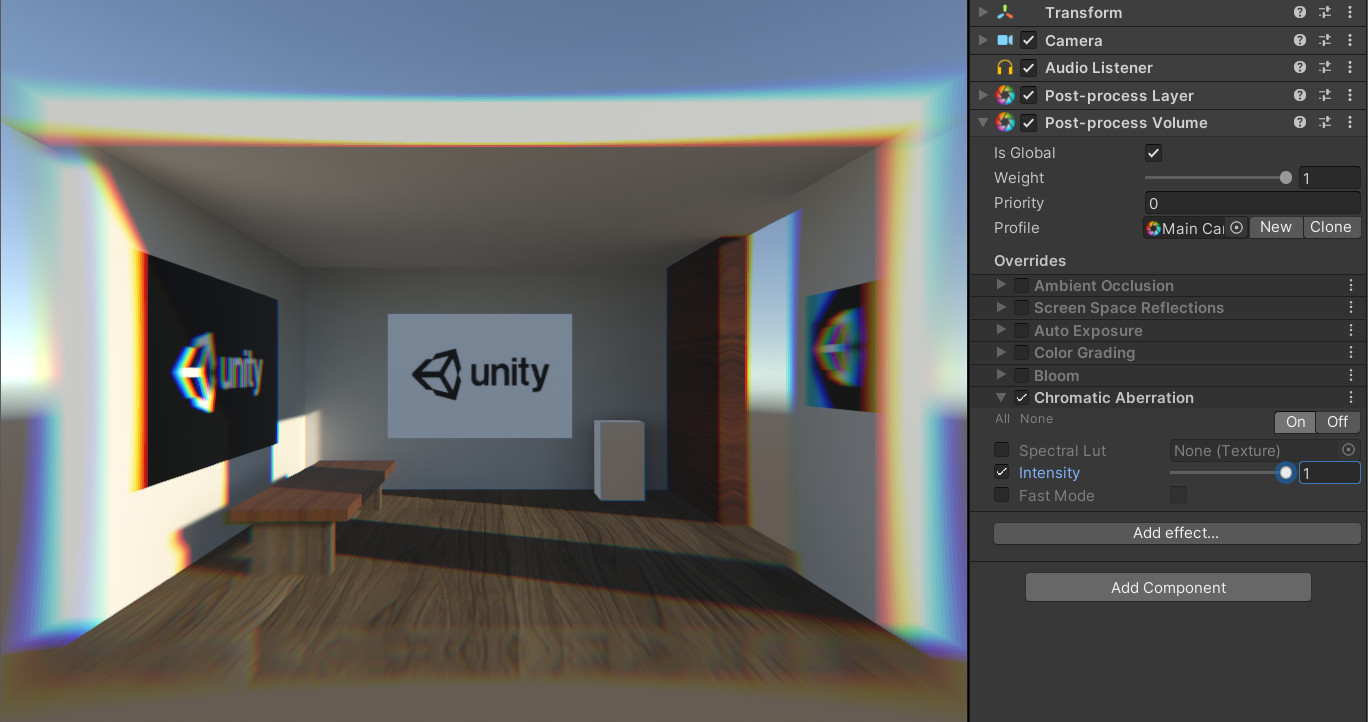 Transform
Camera
Audio Listener
Post-process Layer
Post-process Volume
Is Global
Weight 1
Priority 0
Profile Main Ca New Clone
Overrides
Ambient Occlusion
Screen Space Reflections
Auto Exposure
Color Grading
Bloom
Chromatic Aberration
All None On Off
Spectral Lut None (Texture)
Intensity 1
Fast Mode
Add effect...
Add Component
unity
unity